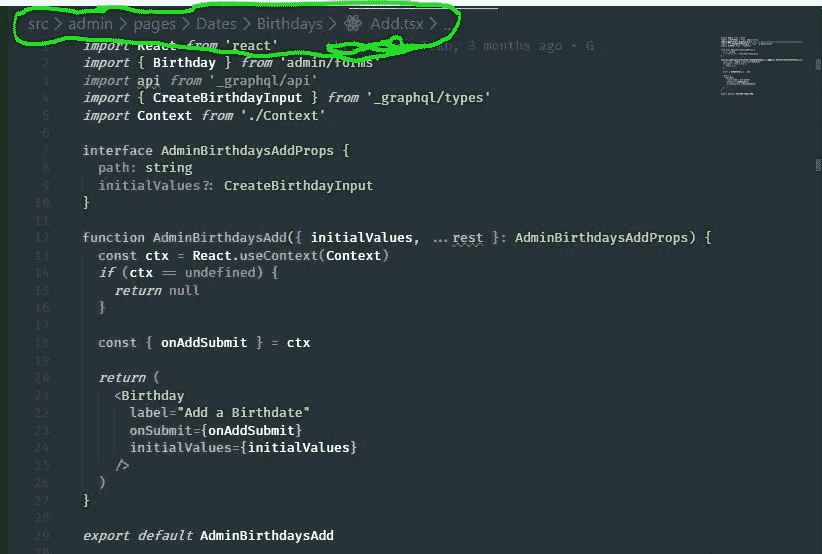 src > admin > pages > Dates > Birthdays > Add.tsx > ...
import React from 'react' 3 months ago • G
import { Birthday } from 'admin/forms'
3 import api from '_graphql/api'
4 import { CreateBirthdayInput } from '_graphql/types'
5 import Context from './Context'
6
7 interface AdminBirthdaysAddProps {
8 path: string
9 initialValues?: CreateBirthdayInput
10 }
11
12 function AdminBirthdaysAdd({ initialValues, ...rest }: AdminBirthdaysAddProps) {
13 const ctx = React.useContext(Context)
14 if (ctx == undefined) {
15 return null
16 }
17
18 const { onAddSubmit } = ctx
19
20 return (
21 <Birthday
22 label="Add a Birthdate"
23 onSubmit={onAddSubmit}
24 initialValues={initialValues}
25 />
26 )
27 }
28
29 export default AdminBirthdaysAdd
30